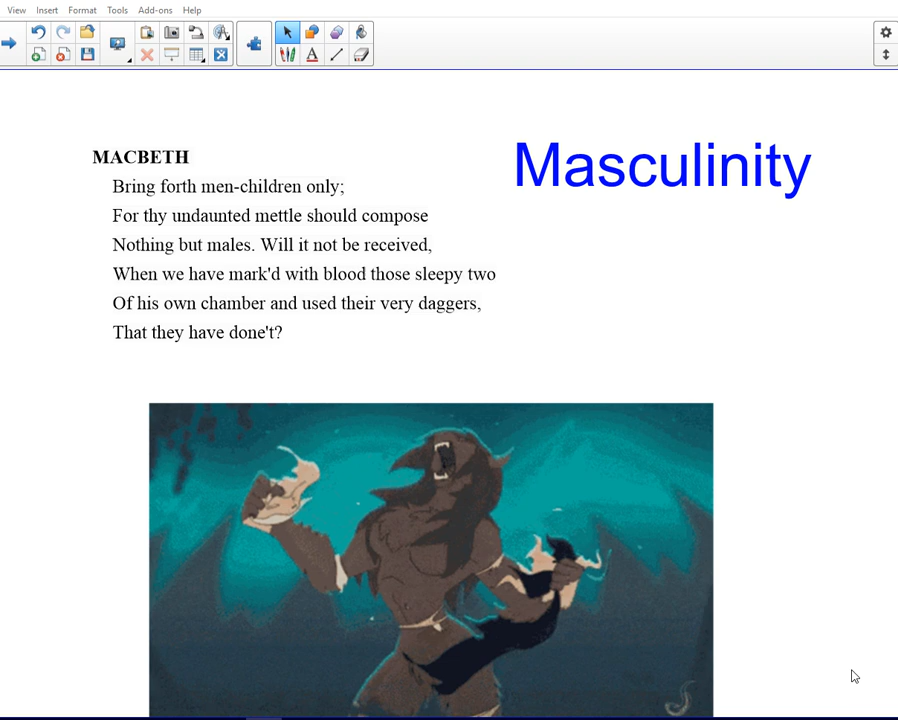 View Insert Format Tools Add-ons Help
Masculinity
MACBETH
Bring forth men-children only;
For thy undaunted mettle should compose
Nothing but males. Will it not be received,
When we have mark'd with blood those sleepy two
Of his own chamber and used their very daggers,
That they have done't?